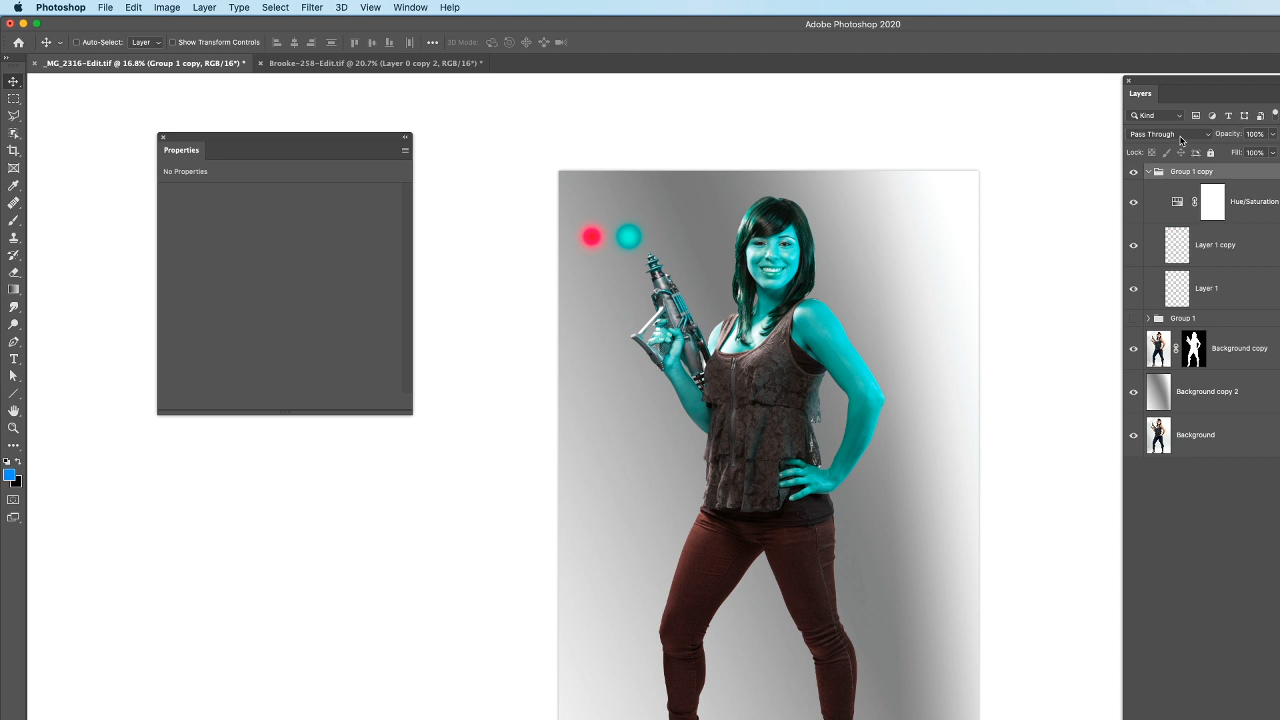 Photoshop File Edit Image Layer Type Select Filter 3D View Window Help
Adobe Photoshop 2020
Auto-Select: Layer Show Transform Controls ••• 3D Mode:
_MG_2316-Edit.tif @ 16.8% (Group 1 copy, RGB/16*) * Brooke-258-Edit.tif @ 20.7% (Layer 0 copy 2, RGB/16*) *
Layers
Kind
Pass Through Opacity: 100%
Lock: Fill: 100%
Properties
No Properties
Group 1 copy
Hue/Saturation
Layer 1 copy
Layer 1
Group 1
Background copy
Background copy 2
Background